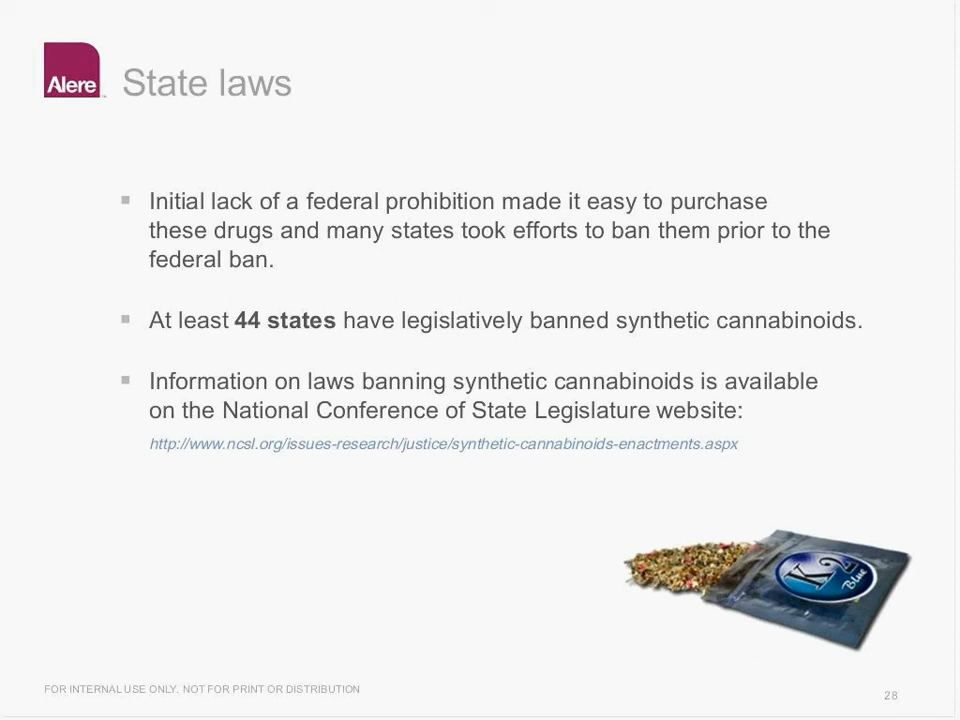 Alere
State laws
Initial lack of a federal prohibition made it easy to purchase
these drugs and many states took efforts to ban them prior to the
federal ban.
At least 44 states have legislatively banned synthetic cannabinoids.
Information on laws banning synthetic cannabinoids is available
on the National Conference of State Legislature website:
http://www.ncsl.org/issues-research/justice/synthetic-cannabinoids-enactments.aspx
K2
Blue
FOR INTERNAL USE ONLY. NOT FOR PRINT OR DISTRIBUTION
28